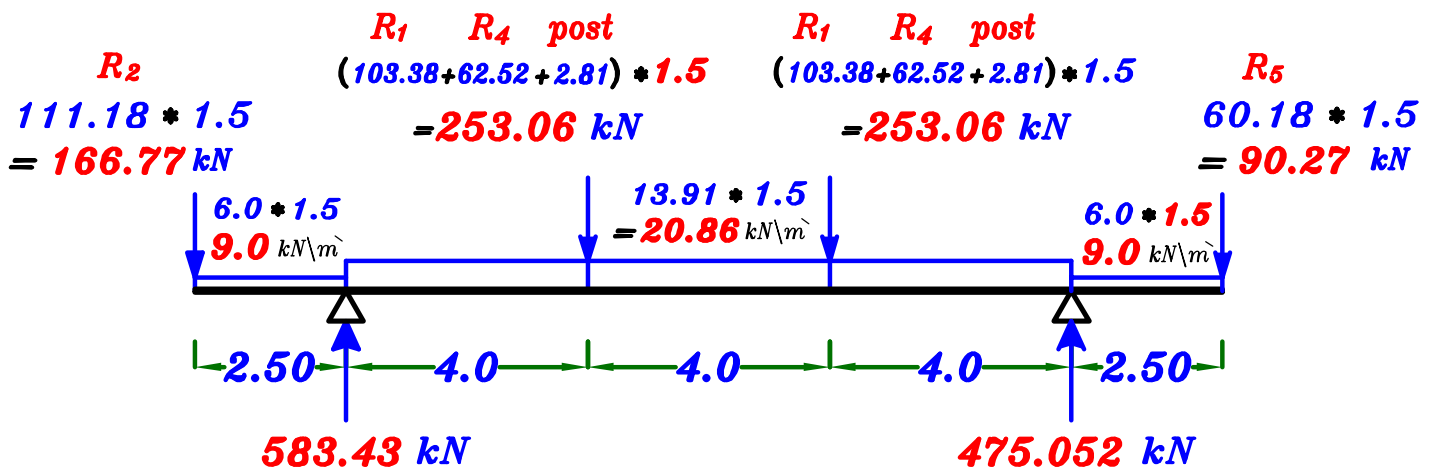 R1 R4 post R1 R4 post
R2 (103.38+62.52+2.81)*1.5 (103.38+62.52+2.81)*1.5 R5
111.18 * 1.5 =253.06 kN =253.06 kN 60.18 * 1.5
= 166.77 kN = 90.27 kN
6.0 * 1.5 13.91 * 1.5 6.0 * 1.5
9.0 kN\m` =20.86 kN\m` 9.0 kN\m`
2.50 4.0 4.0 4.0 2.50
583.43 kN 475.052 kN